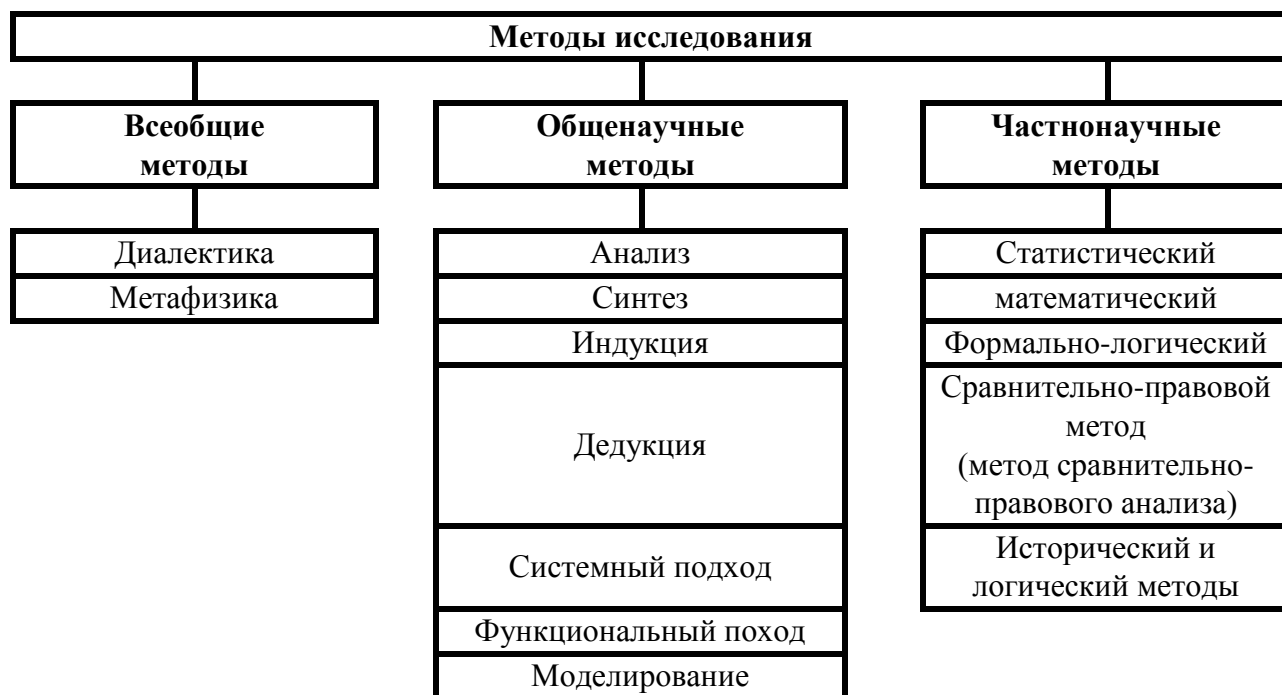 Методы исследования
Всеобщие
методы
Общенаучные
методы
Частнонаучные
методы
Диалектика
Метафизика
Анализ
Синтез
Индукция
Дедукция
Системный подход
Функциональный поход
Моделирование
Статистический
математический
Формально-логический
Сравнительно-правовой
метод
(метод сравнительно-
правового анализа)
Исторический и
логический методы